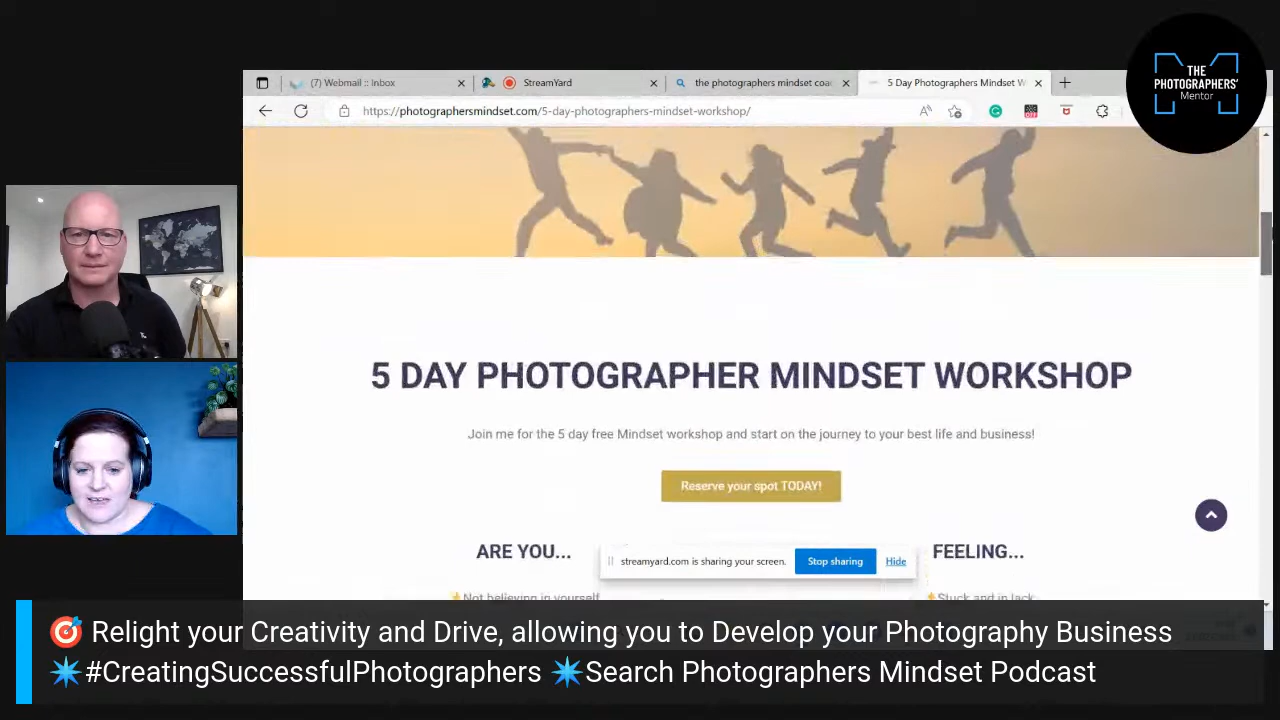 THE
PHOTOGRAPHERS'
Mentor
(7) Webmail :: Inbox
StreamYard
the photographers mindset coa
5 Day Photographers Mindset W
https://photographersmindset.com/5-day-photographers-mindset-workshop/
5 DAY PHOTOGRAPHER MINDSET WORKSHOP
Join me for the 5 day free Mindset workshop and start on the journey to your best life and business!
Reserve your spot TODAY!
ARE YOU...
FEELING...
streamyard.com is sharing your screen.
Stop sharing
Hide
Not believing in yourself
Stuck and in lack
🎯 Relight your Creativity and Drive, allowing you to Develop your Photography Business
✴#CreatingSuccessfulPhotographers ✴Search Photographers Mindset Podcast